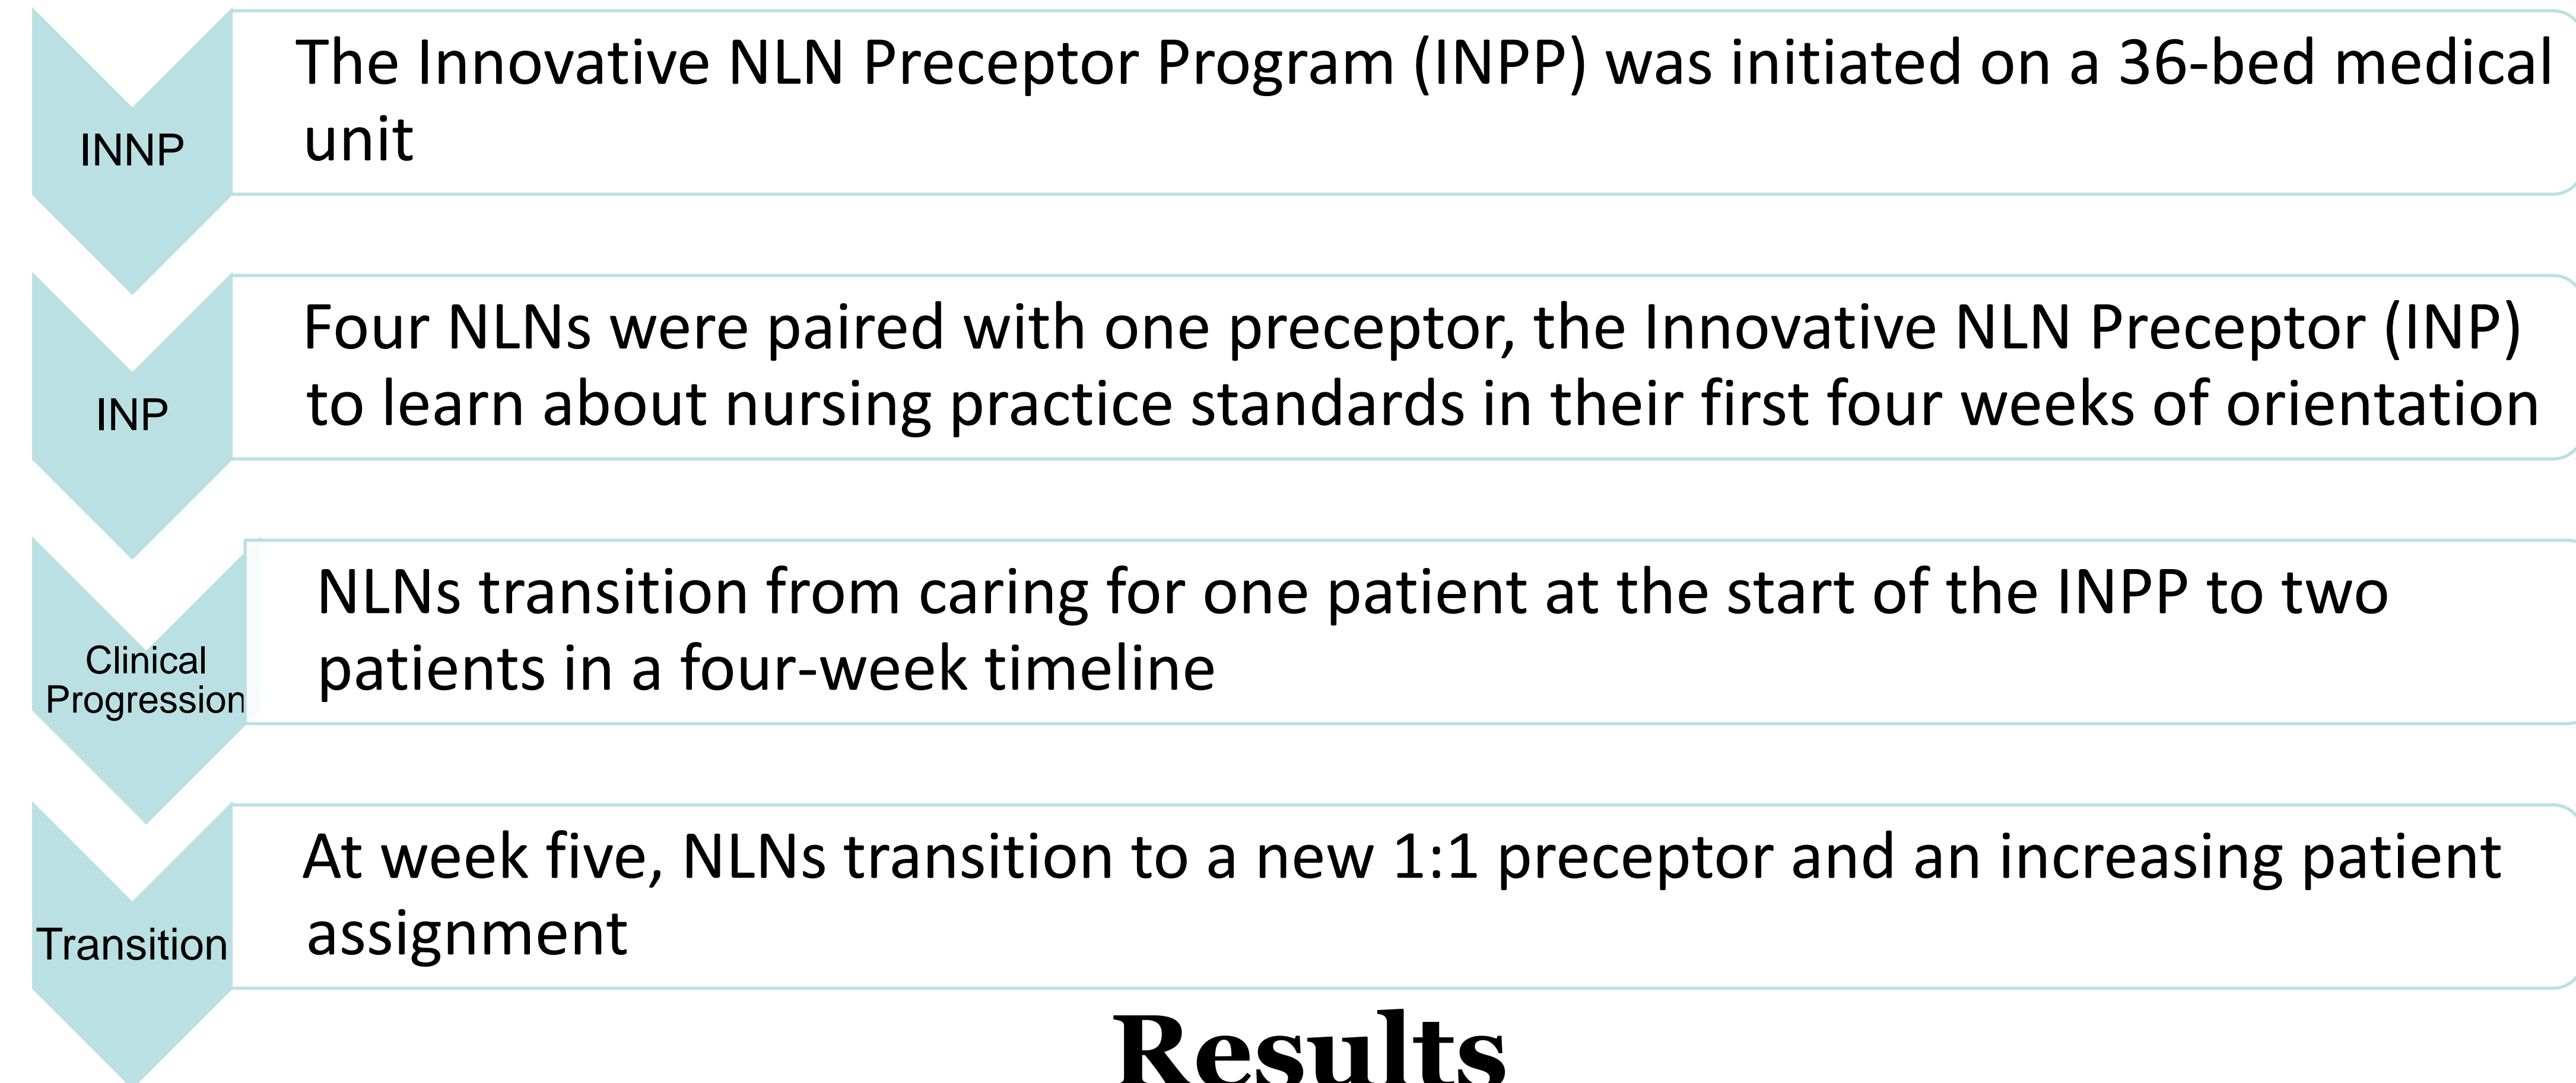 INNP
The Innovative NLN Preceptor Program (INPP) was initiated on a 36-bed medical
unit
INP
Four NLNs were paired with one preceptor, the Innovative NLN Preceptor (INP)
to learn about nursing practice standards in their first four weeks of orientation
Clinical
Progression
NLNs transition from caring for one patient at the start of the INPP to two
patients in a four-week timeline
Transition
At week five, NLNs transition to a new 1:1 preceptor and an increasing patient
assignment
Results